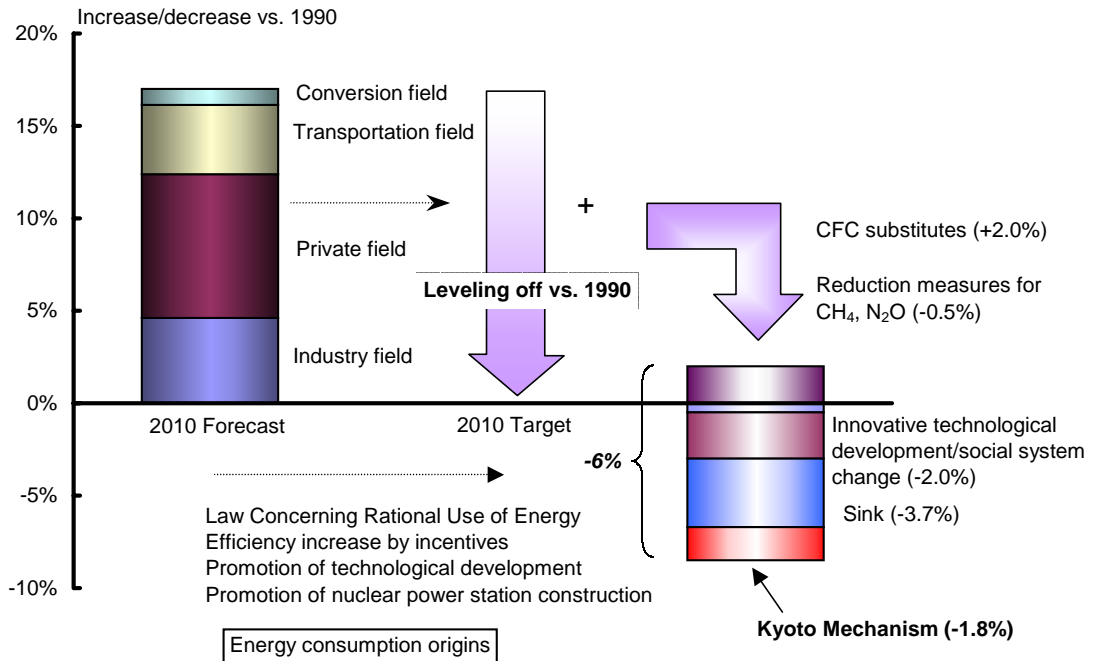 Increase/decrease vs. 1990
20%
15%
10%
5%
0%
-5%
-10%
Conversion field
Transportation field
Private field
Industry field
2010 Forecast
+
Leveling off vs. 1990
2010 Target
CFC substitutes (+2.0%)
Reduction measures for
CH₄, N₂O (-0.5%)
-6%
Innovative technological
development/social system
change (-2.0%)
Sink (-3.7%)
Kyoto Mechanism (-1.8%)
Law Concerning Rational Use of Energy
Efficiency increase by incentives
Promotion of technological development
Promotion of nuclear power station construction
Energy consumption origins